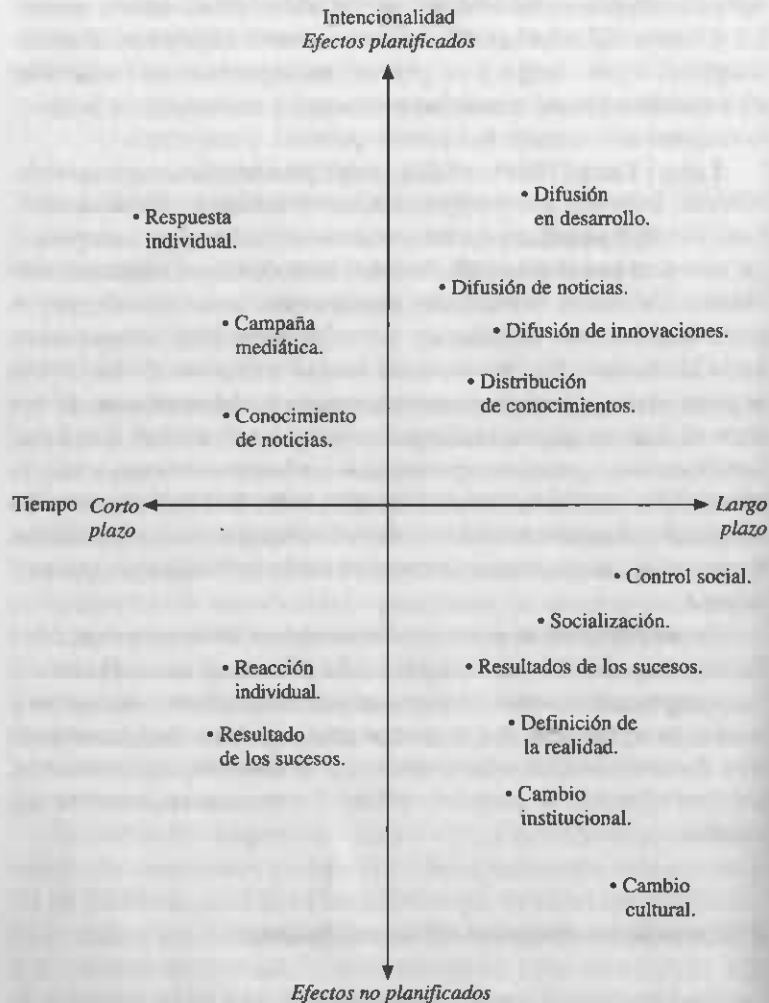 Intencionalidad
Efectos planificados
• Difusión
en desarrollo.
• Respuesta
individual.
• Difusión de noticias.
• Campaña
mediática.
• Difusión de innovaciones.
• Distribución
de conocimientos.
• Conocimiento
de noticias.
Tiempo Corto
plazo
Largo
plazo
• Control social.
• Socialización.
• Reacción
individual.
• Resultados de los sucesos.
• Resultado
de los sucesos.
• Definición de
la realidad.
• Cambio
institucional.
• Cambio
cultural.
Efectos no planificados